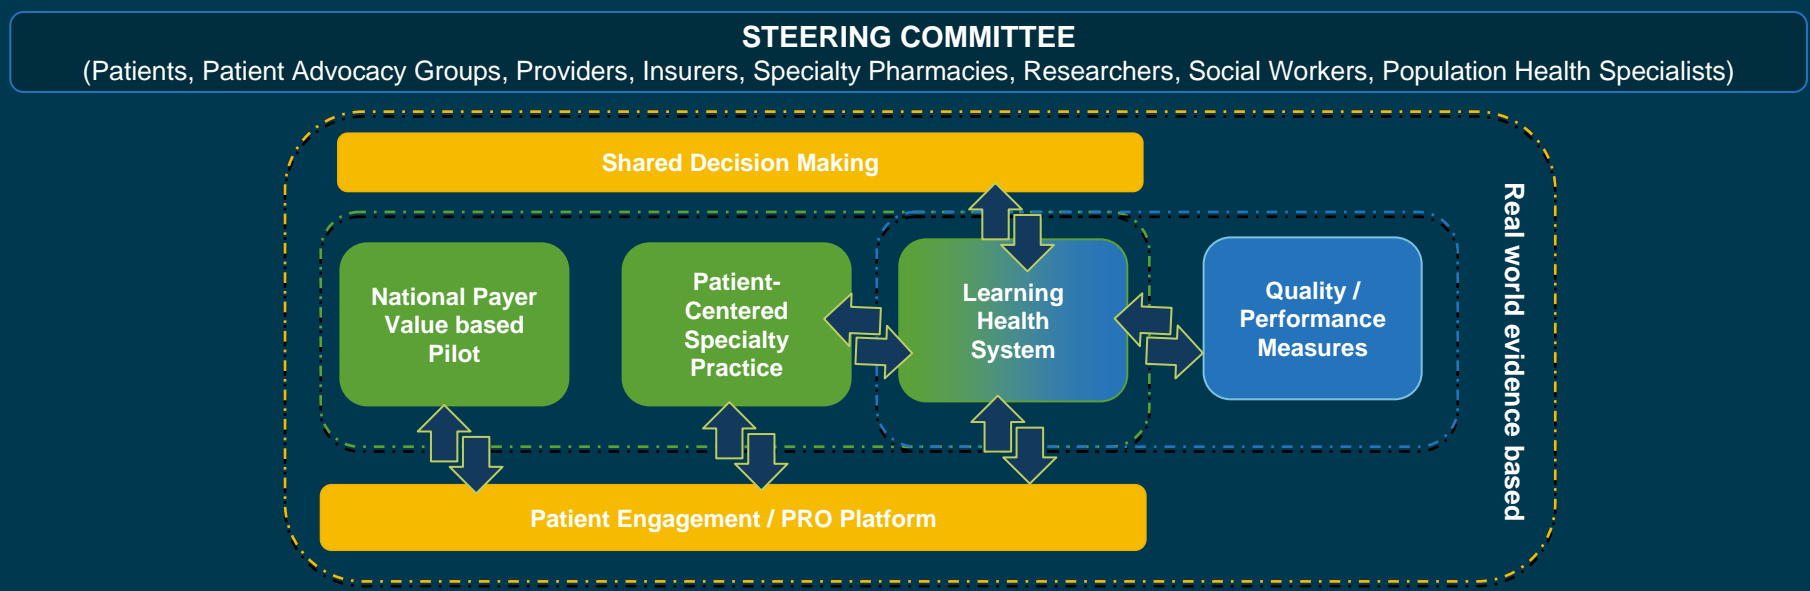 STEERING COMMITTEE
(Patients, Patient Advocacy Groups, Providers, Insurers, Specialty Pharmacies, Researchers, Social Workers, Population Health Specialists)
Shared Decision Making
National Payer
Value based
Pilot
Patient-
Centered
Specialty
Practice
Learning
Health
System
Quality /
Performance
Measures
Real world evidence based
Patient Engagement / PRO Platform